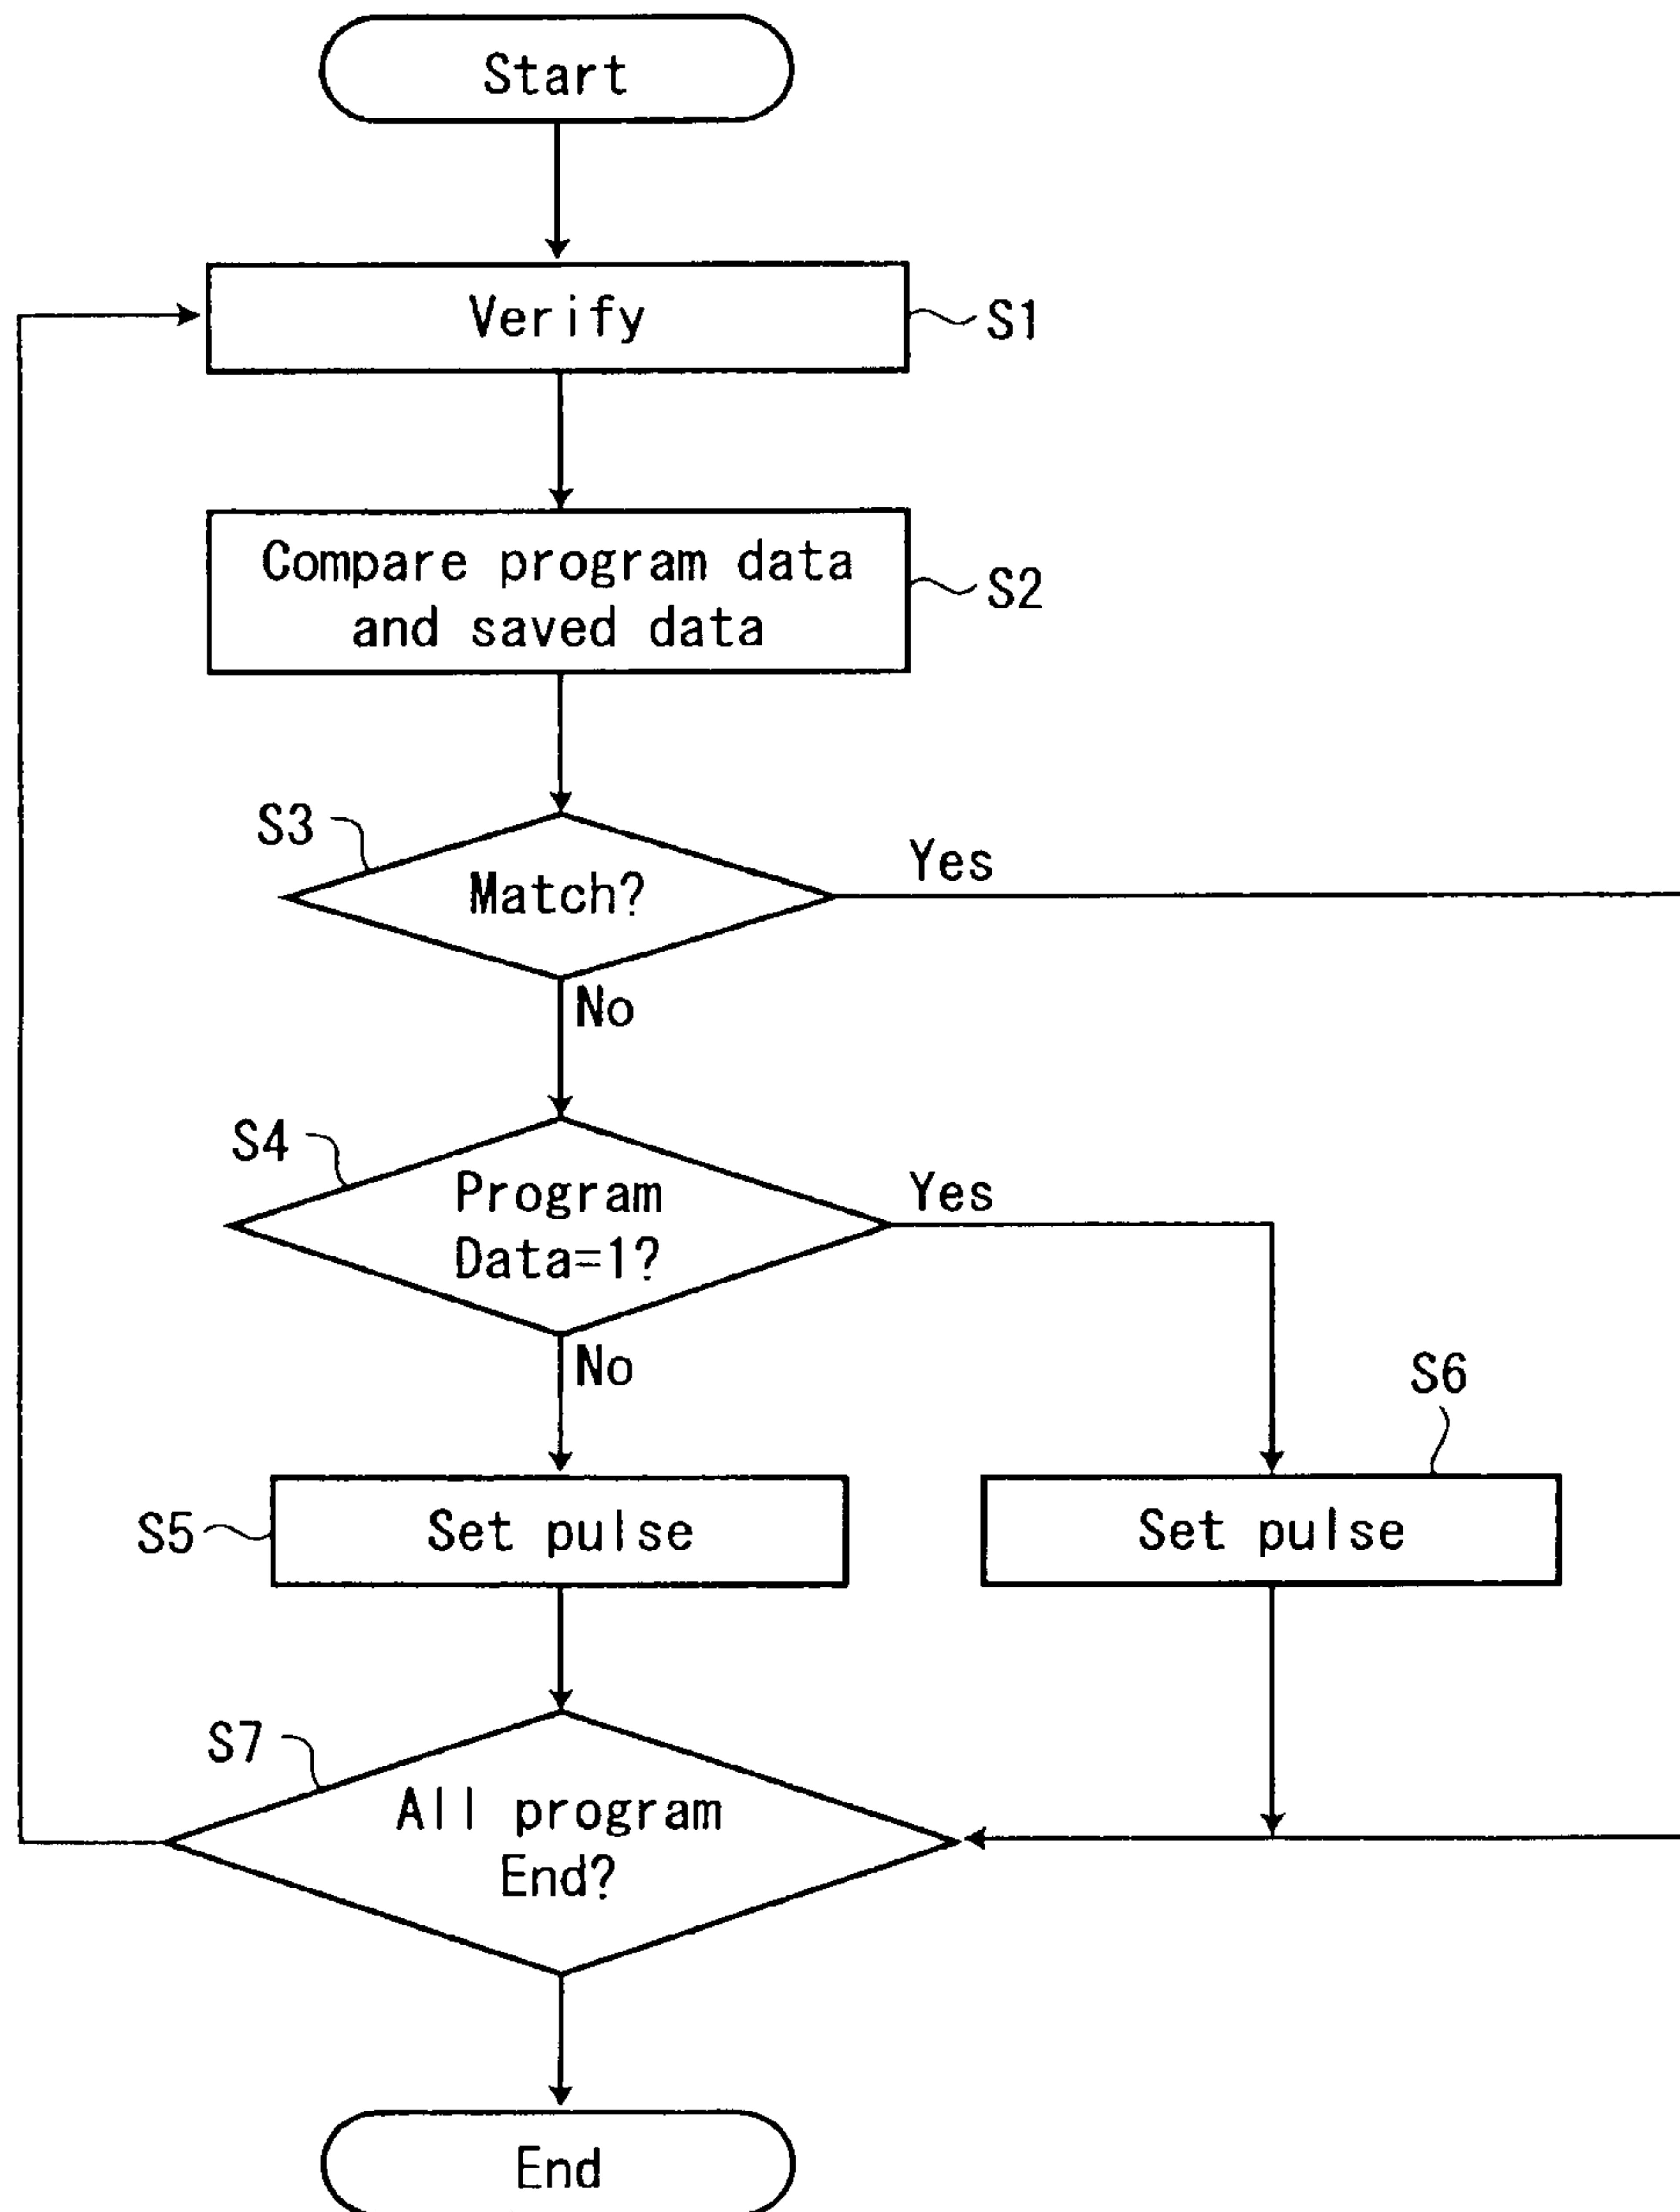 Start
Verify
S1
Compare program data
and saved data
S2
S3
Match?
Yes
No
S4
Program
Data=1?
Yes
No
S5
Set pulse
S6
Set pulse
S7
All program
End?
End